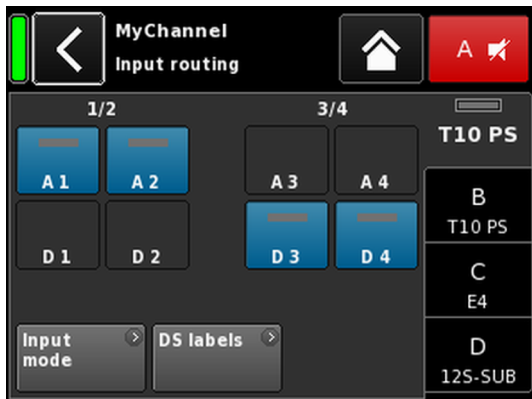 MyChannel
Input routing
A
1/2
3/4
T10 PS
A 1
A 2
A 3
A 4
B
T10 PS
D 1
D 2
D 3
D 4
C
E4
Input mode
DS labels
D
12S-SUB